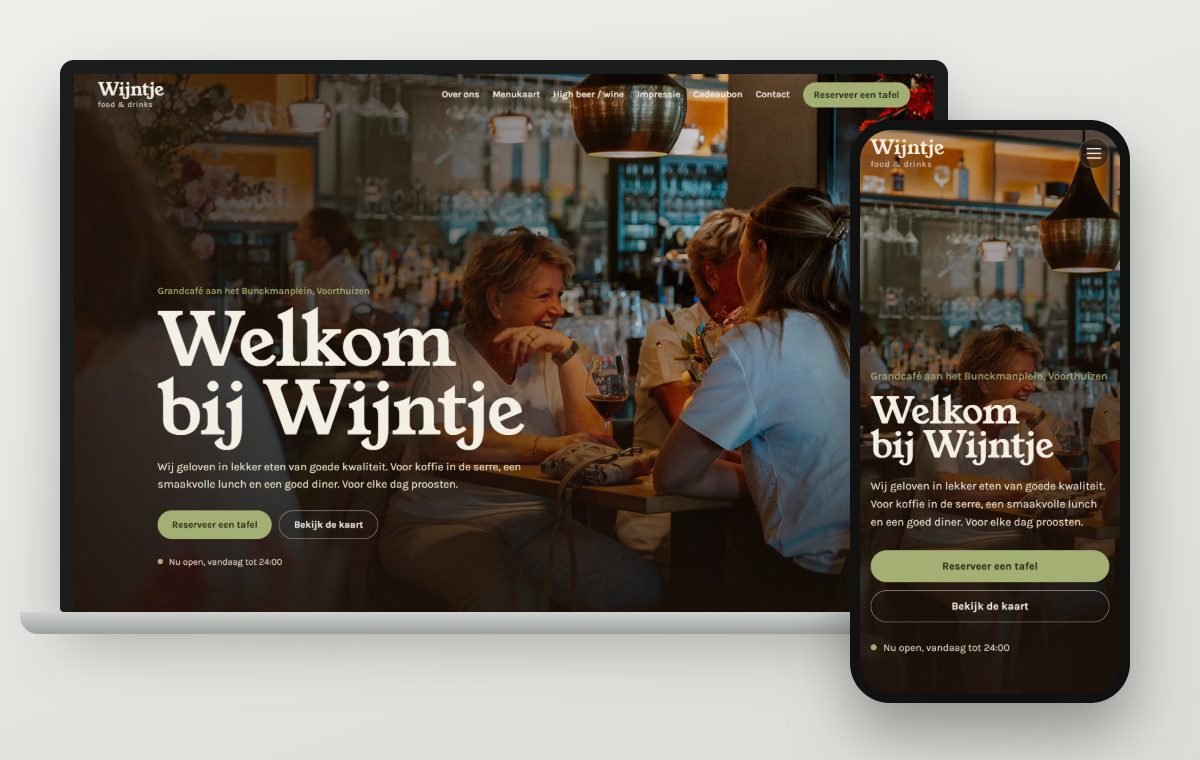 Wijntje
food & drinks
Over ons Menukaart High beer / wine Impressie Cadeaubon Contact Reserveer een tafel
Grandcafé aan het Bunckmanplein, Voorthuizen
Welkom
bij Wijntje
Wij geloven in lekker eten van goede kwaliteit. Voor koffie in de serre, een
smaakvolle lunch en een goed diner. Voor elke dag proosten.
Reserveer een tafel Bekijk de kaart
Nu open, vandaag tot 24:00
Wijntje
food & drinks
Grandcafé aan het Bunckmanplein, Voorthuizen
Welkom
bij Wijntje
Wij geloven in lekker eten van goede kwaliteit.
Voor koffie in de serre, een smaakvolle lunch
en een goed diner. Voor elke dag proosten.
Reserveer een tafel
Bekijk de kaart
Nu open, vandaag tot 24:00